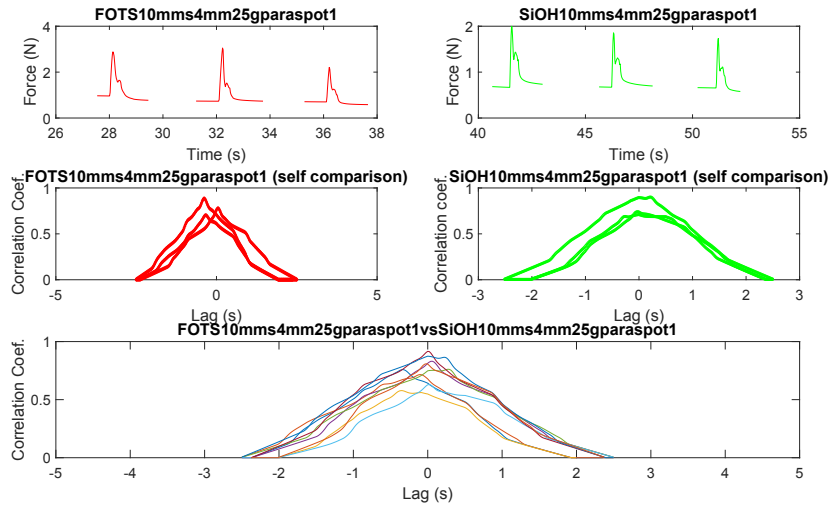 FOTS10mms4mm25gparaspot1
SiOH10mms4mm25gparaspot1
Force (N)
4
2
0
26 28 30 32 34 36 38
Time (s)
Force (N)
2
1
0
40 45 50 55
Time (s)
FOTS10mms4mm25gparaspot1 (self comparison)
SiOH10mms4mm25gparaspot1 (self comparison)
Correlation Coef.
1
0.5
0
-5 0 5
Lag (s)
Correlation Coef.
1
0.5
0
-3 -2 -1 0 1 2 3
Lag (s)
FOTS10mms4mm25gparaspot1vsSiOH10mms4mm25gparaspot1
Correlation Coef.
1
0.5
0
-5 -4 -3 -2 -1 0 1 2 3 4 5
Lag (s)